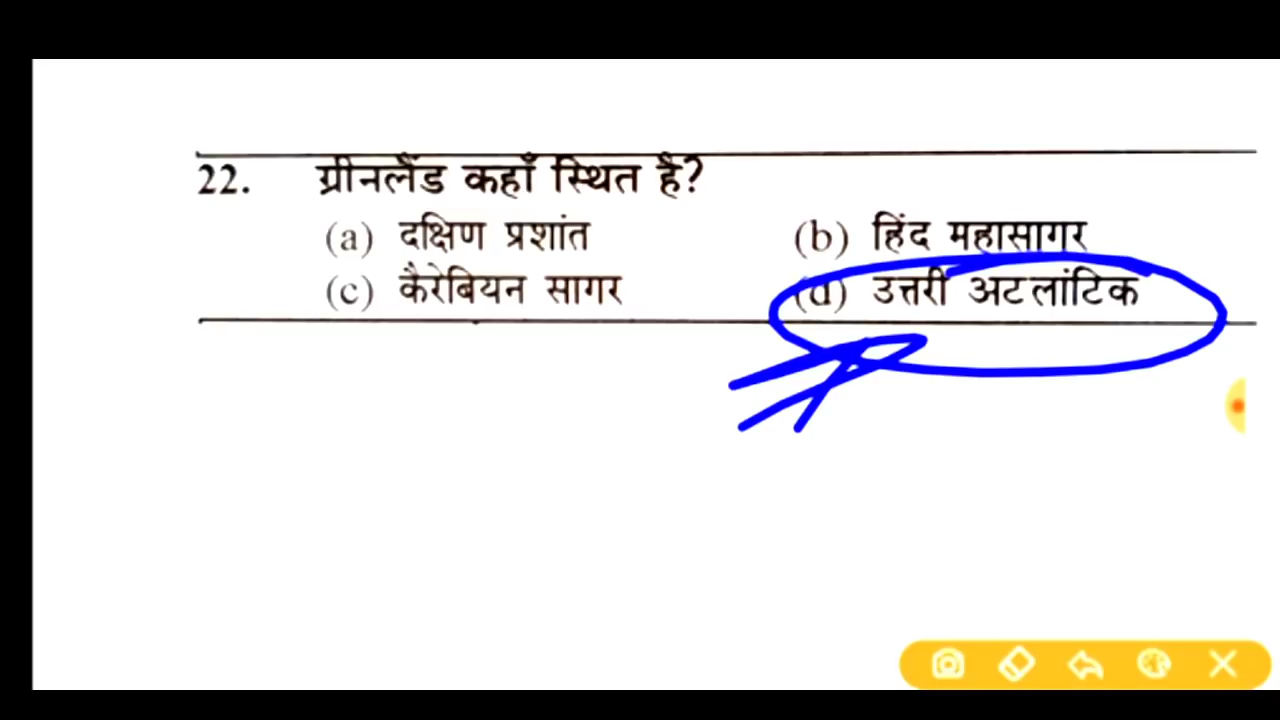 22. ग्रीनलैंड कहाँ स्थित है?
(a) दक्षिण प्रशांत (b) हिंद महासागर
(c) कैरेबियन सागर (d) उत्तरी अटलांटिक